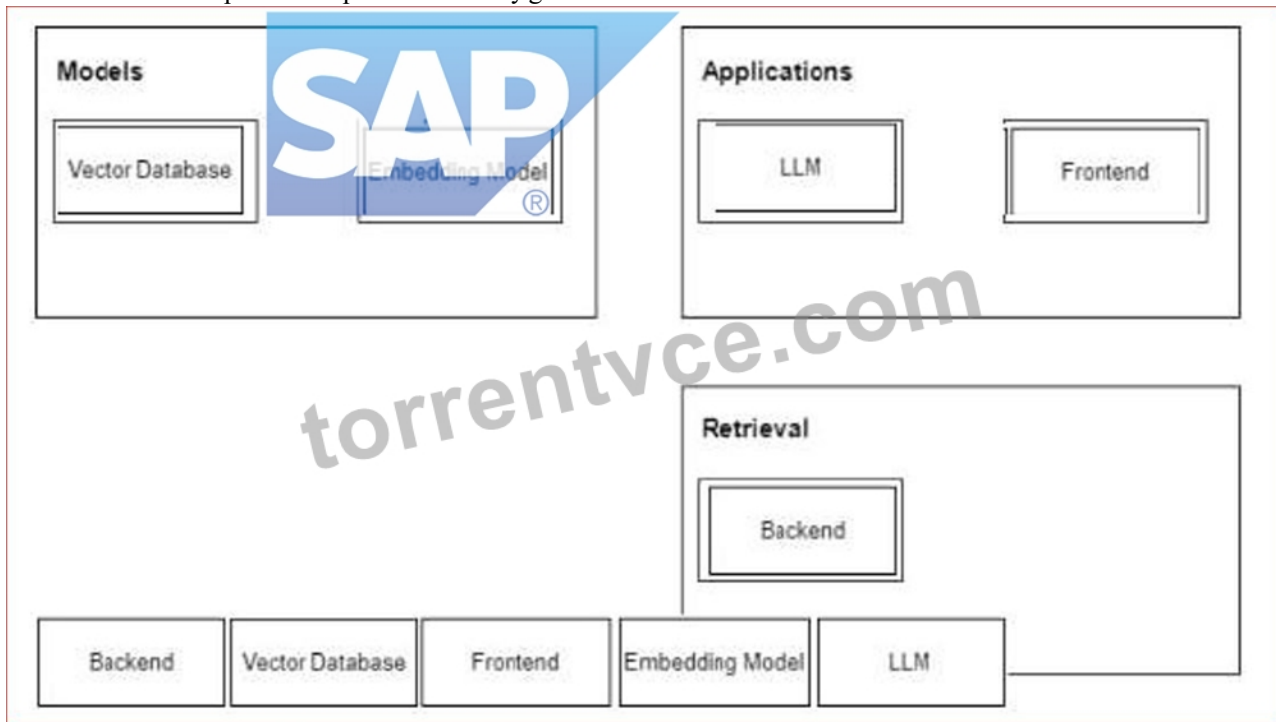 SAP
®
Models
Applications
Vector Database
Embedding Model
LLM
Frontend
torrentvce.com
Retrieval
Backend
Backend
Vector Database
Frontend
Embedding Model
LLM